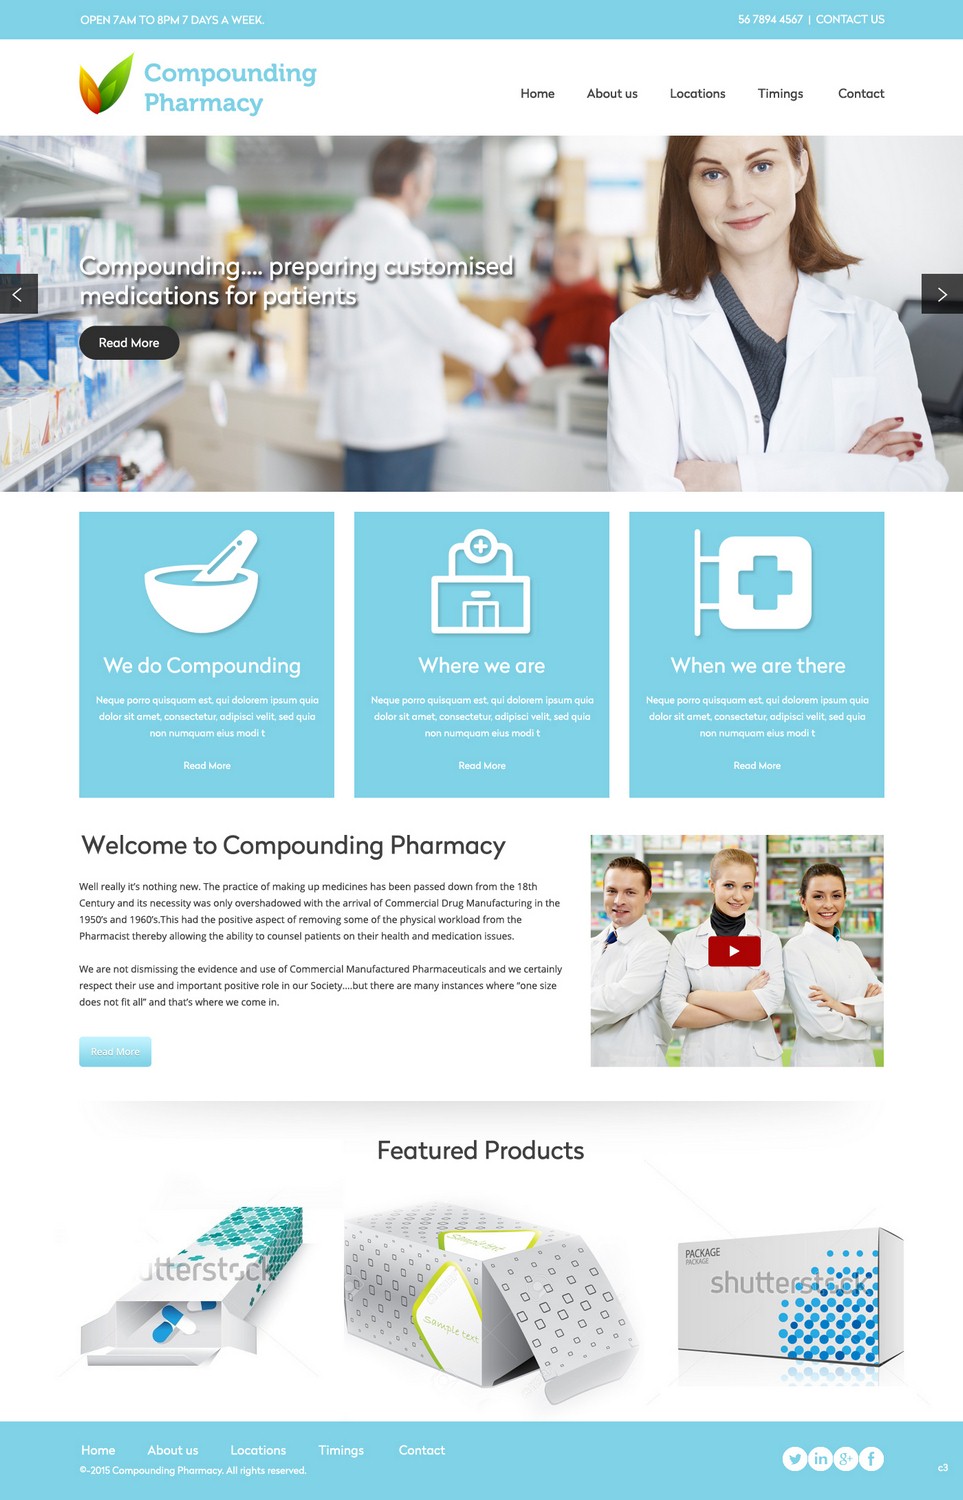 OPEN 7AM TO 8PM 7 DAYS A WEEK.
56 7894 4567 | CONTACT US
Compounding
Pharmacy
Home About us Locations Timings Contact
Compounding.... preparing customised
medications for patients
Read More
We do Compounding
Neque porro quisquam est, qui dolorem ipsum quia
dolor sit amet, consectetur, adipisci velit, sed quia
non numquam eius modi t
Read More
Where we are
Neque porro quisquam est, qui dolorem ipsum quia
dolor sit amet, consectetur, adipisci velit, sed quia
non numquam eius modi t
Read More
When we are there
Neque porro quisquam est, qui dolorem ipsum quia
dolor sit amet, consectetur, adipisci velit, sed quia
non numquam eius modi t
Read More
Welcome to Compounding Pharmacy
Well really it's nothing new. The practice of making up medicines has been passed down from the 18th
Century and its necessity was only overshadowed with the arrival of Commercial Drug Manufacturing in the
1950's and 1960's.This had the positive aspect of removing some of the physical workload from the
Pharmacist thereby allowing the ability to counsel patients on their health and medication issues.
We are not dismissing the evidence and use of Commercial Manufactured Pharmaceuticals and we certainly
respect their use and important positive role in our Society....but there are many instances where "one size
does not fit all" and that's where we come in.
Read More
Featured Products
utterstock
Sample text
Sample text
PACKAGE
PACKAGE
shutterstock
Home About us Locations Timings Contact
©-2015 Compounding Pharmacy. All rights reserved.
c3